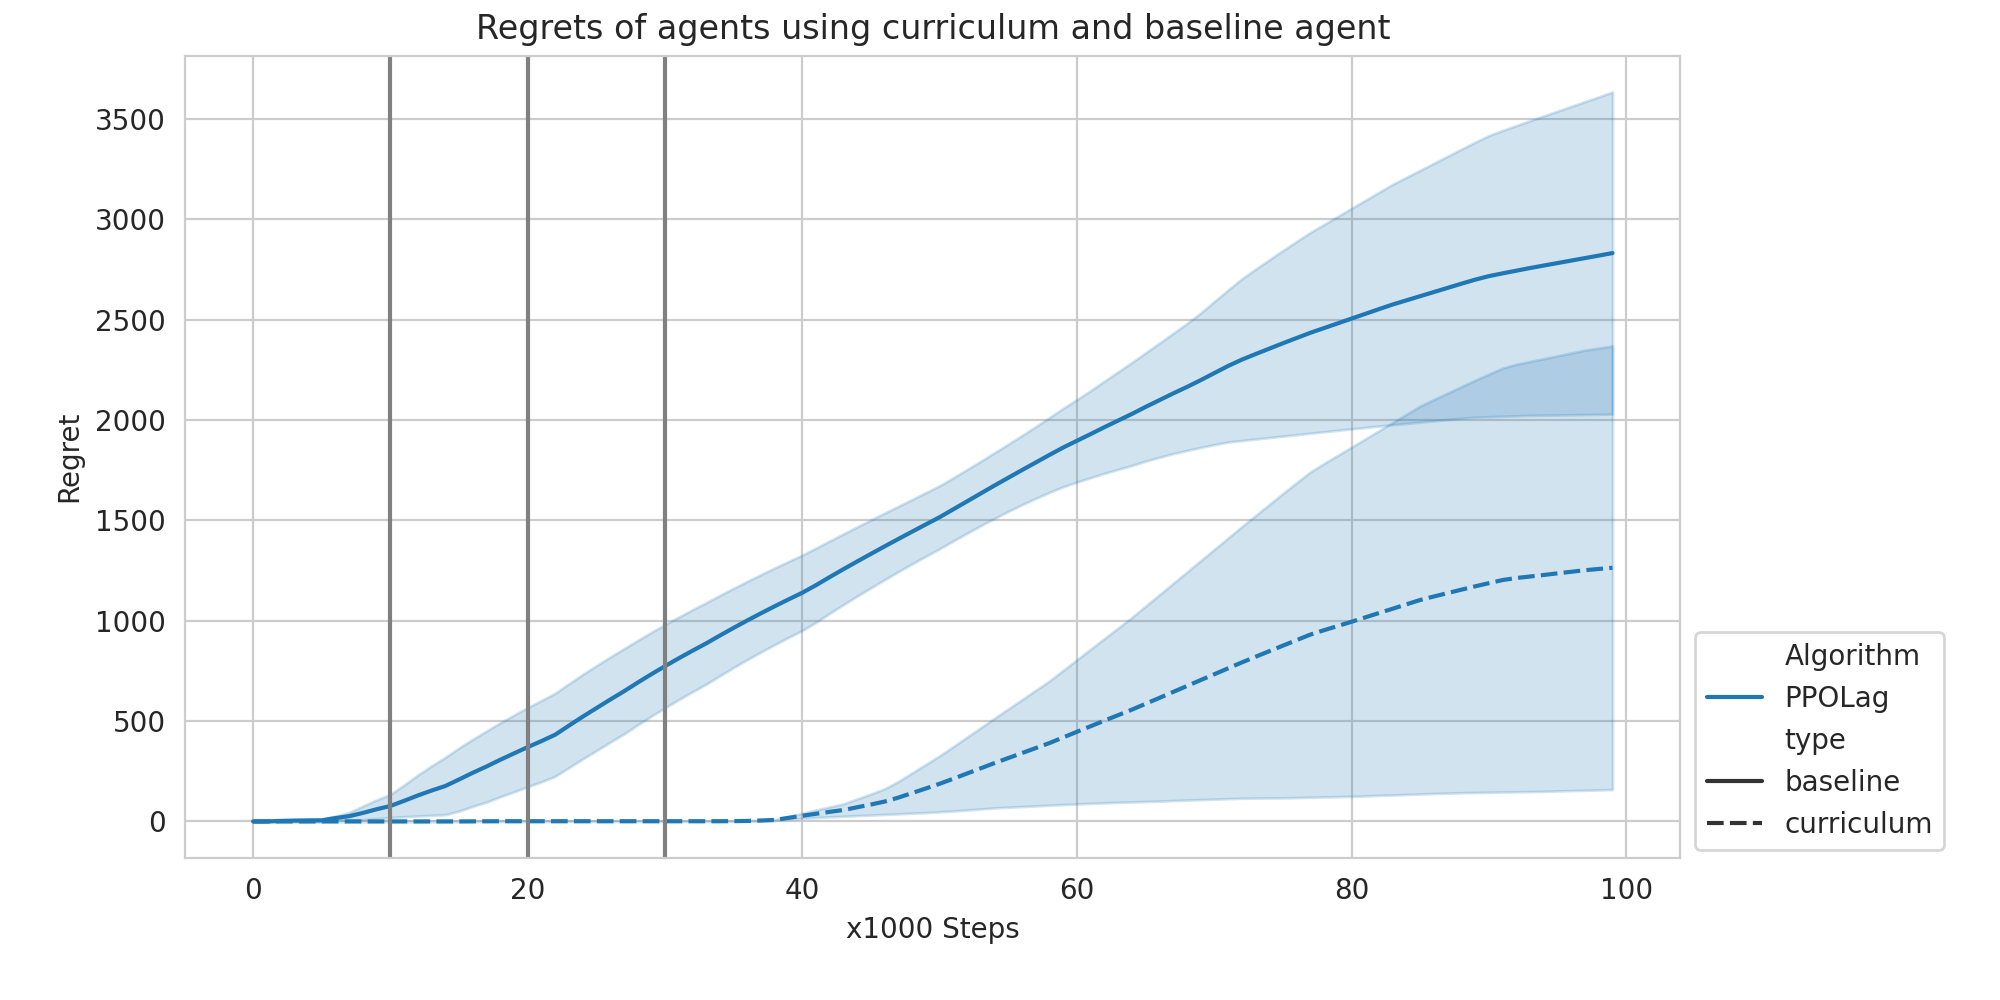 Regrets of agents using curriculum and baseline agent
3500
3000
2500
2000
1500
1000
500
0
Regret
0 20 40 60 80 100
x1000 Steps
Algorithm
PPOLag
type
baseline
curriculum